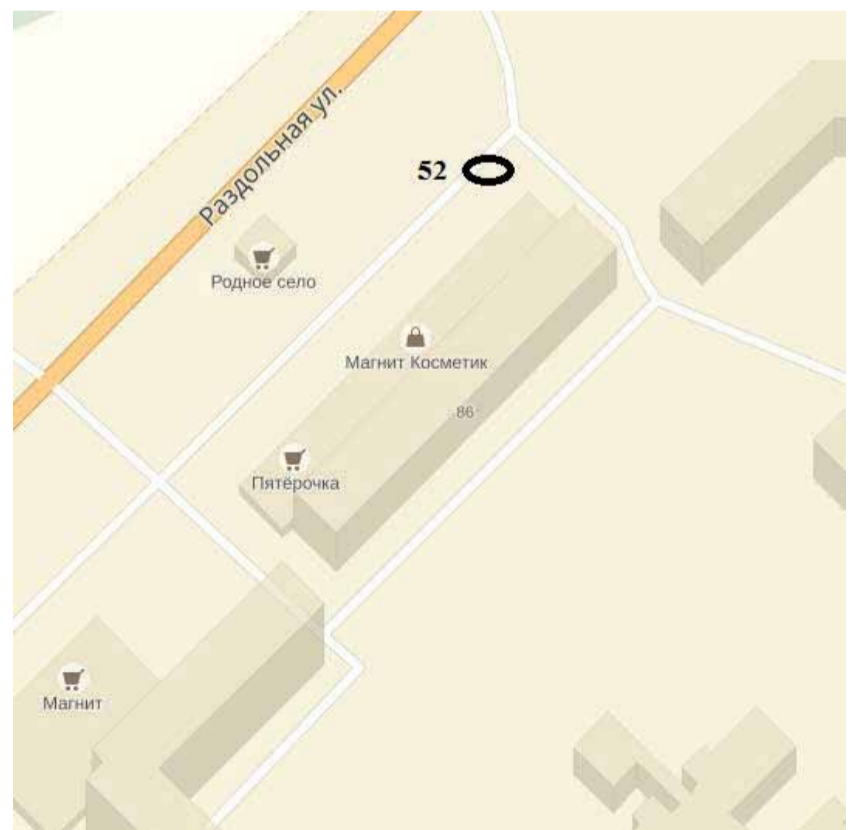 Раздольная ул.
52
Родное село
Магнит Косметик
86
Пятёрочка
Магнит